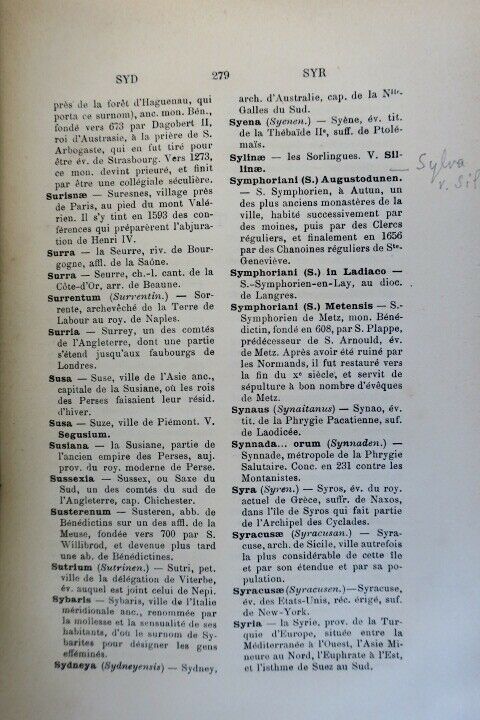 SYD 279 SYR
près de la forêt d'Haguenau, qui
porta ce surnom), anc. mon. Bén.,
fondé vers 673 par Dagobert II,
roi d'Austrasie, à la prière de S.
Arbogaste, qui en fut tiré pour
être év. de Strasbourg. Vers 1273,
ce mon. devint prieuré, et finit
par être une collégiale séculière.
Surisnæ — Suresnes, village près
de Paris, au pied du mont Valé-
rien. Il s'y tint en 1593 des con-
férences qui préparèrent l'abjura-
tion de Henri IV.
Surra — la Seurre, riv. de Bour-
gogne, affl. de la Saône.
Surra — Seurre, ch.-l. cant. de la
Côte-d'Or, arr. de Beaune.
Surrentum (Surrentin.) — Sor-
rente, archevêché de la Terre de
Labour au roy. de Naples.
Surria — Surrey, un des comtés
de l'Angleterre, dont une partie
s'étend jusqu'aux faubourgs de
Londres.
Susa — Suse, ville de l'Asie anc.,
capitale de la Susiane, où les rois
des Perses faisaient leur résid.
d'hiver.
Susa — Suze, ville de Piémont. V.
Segusium.
Susiana — la Susiane, partie de
l'ancien empire des Perses, auj.
prov. du roy. moderne de Perse.
Sussexia — Sussex, ou Saxe du
Sud, un des comtés du sud de
l'Angleterre, cap. Chichester.
Susterenum — Susteren, abb. de
Bénédictins sur un des affl. de la
Meuse, fondée vers 700 par S.
Willibrod, et devenue plus tard
une ab. de Bénédictines.
Sutrium (Sutrinen.) — Sutri, pet.
ville de la délégation de Viterbe,
év. auquel est joint celui de Nepi.
Sybaris — Sybaris, ville de l'Italie
méridionale anc., renommée par
la mollesse et la sensualité de ses
habitants, d'où le surnom de Sy-
barites pour désigner les gens
efféminés.
Sydneya (Sydneyensis) — Sydney,
arch. d'Australie, cap. de la Nlle-
Galles du Sud.
Syena (Syenen.) — Syène, év. tit.
de la Thébaïde IIe, suff. de Ptolé-
maïs.
Sylinæ — les Sorlingues. V. Sil-
linæ.
Sylva
v. Sil
Symphoriani (S.) Augustodunen.
— S. Symphorien, à Autun, un
des plus anciens monastères de la
ville, habité successivement par
des moines, puis par des Clercs
réguliers, et finalement en 1656
par des Chanoines réguliers de Ste-
Geneviève.
Symphoriani (S.) in Ladiaco —
S.-Symphorien-en-Lay, au dioc.
de Langres.
Symphoriani (S.) Metensis — S.-
Symphorien de Metz, mon. Béné-
dictin, fondé en 608, par S. Plappe,
prédécesseur de S. Arnould, év.
de Metz. Après avoir été ruiné par
les Normands, il fut restauré vers
la fin du Xe siècle, et servit de
sépulture à bon nombre d'évêques
de Metz.
Synaus (Synaitanus) — Synao, év.
tit. de la Phrygie Pacatienne, suf.
de Laodicée.
Synnada... orum (Synnaden.) —
Synnade, métropole de la Phrygie
Salutaire. Conc. en 231 contre les
Montanistes.
Syra (Syren.) — Syros, év. du roy.
actuel de Grèce, suffr. de Naxos,
dans l'île de Syros qui fait partie
de l'Archipel des Cyclades.
Syracusæ (Syracusan.) — Syra-
cuse, arch. de Sicile, ville autrefois
la plus considérable de cette île
et par son étendue et par sa po-
pulation.
Syracusæ (Syracusen.) — Syracuse,
év. des Etats-Unis, réc. érigé, suf.
de New-York.
Syria — la Syrie, prov. de la Tur-
quie d'Europe, située entre la
Méditerranée à l'Ouest, l'Asie Mi-
neure au Nord, l'Euphrate à l'Est,
et l'isthme de Suez au Sud.